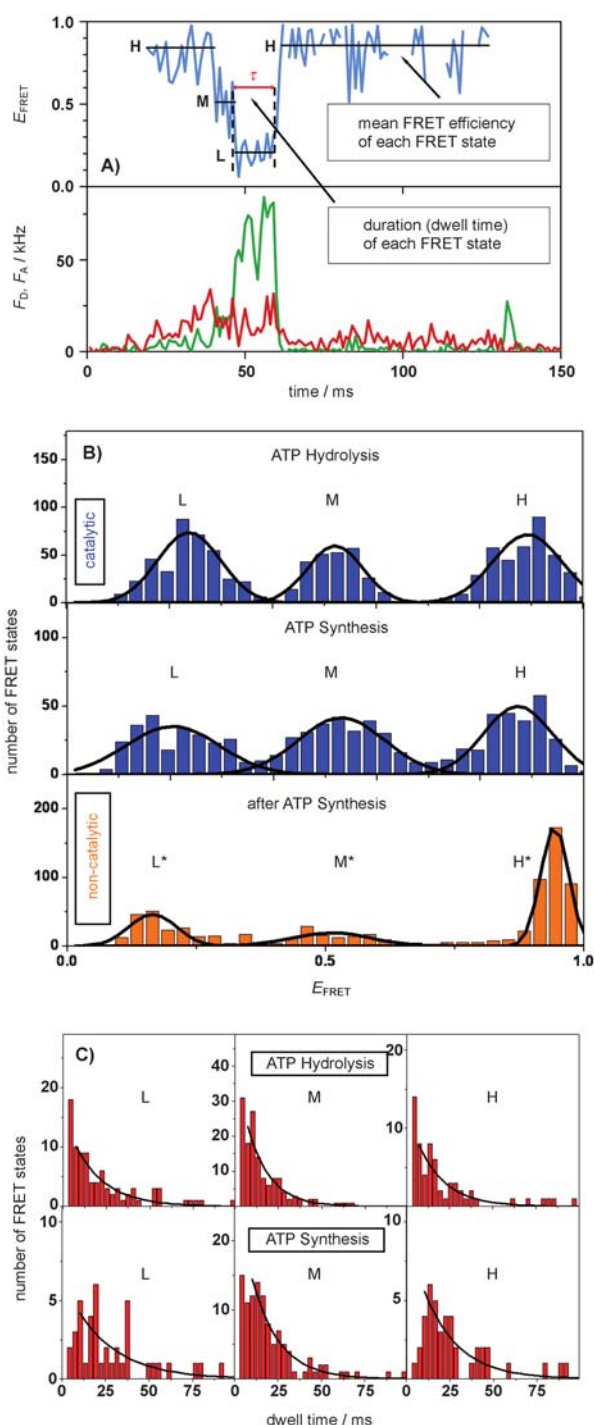 1.0
H
H
τ
E_FRET
0.5
M
mean FRET efficiency
of each FRET state
L
A)
0.0
duration (dwell time)
of each FRET state
F_D, F_A / kHz
50
0
0
50
100
150
time / ms
B)
ATP Hydrolysis
150
100
50
0
catalytic
L
M
H
ATP Synthesis
100
50
0
L
M
H
number of FRET states
after ATP Synthesis
200
100
0
non-catalytic
L*
M*
H*
0.0
0.5
1.0
E_FRET
C)
ATP Hydrolysis
L
M
H
20
10
0
40
30
20
10
0
20
10
0
number of FRET states
ATP Synthesis
L
M
H
10
5
0
15
10
5
0
10
5
0
0
25
50
75
0
25
50
75
0
25
50
75
dwell time / ms